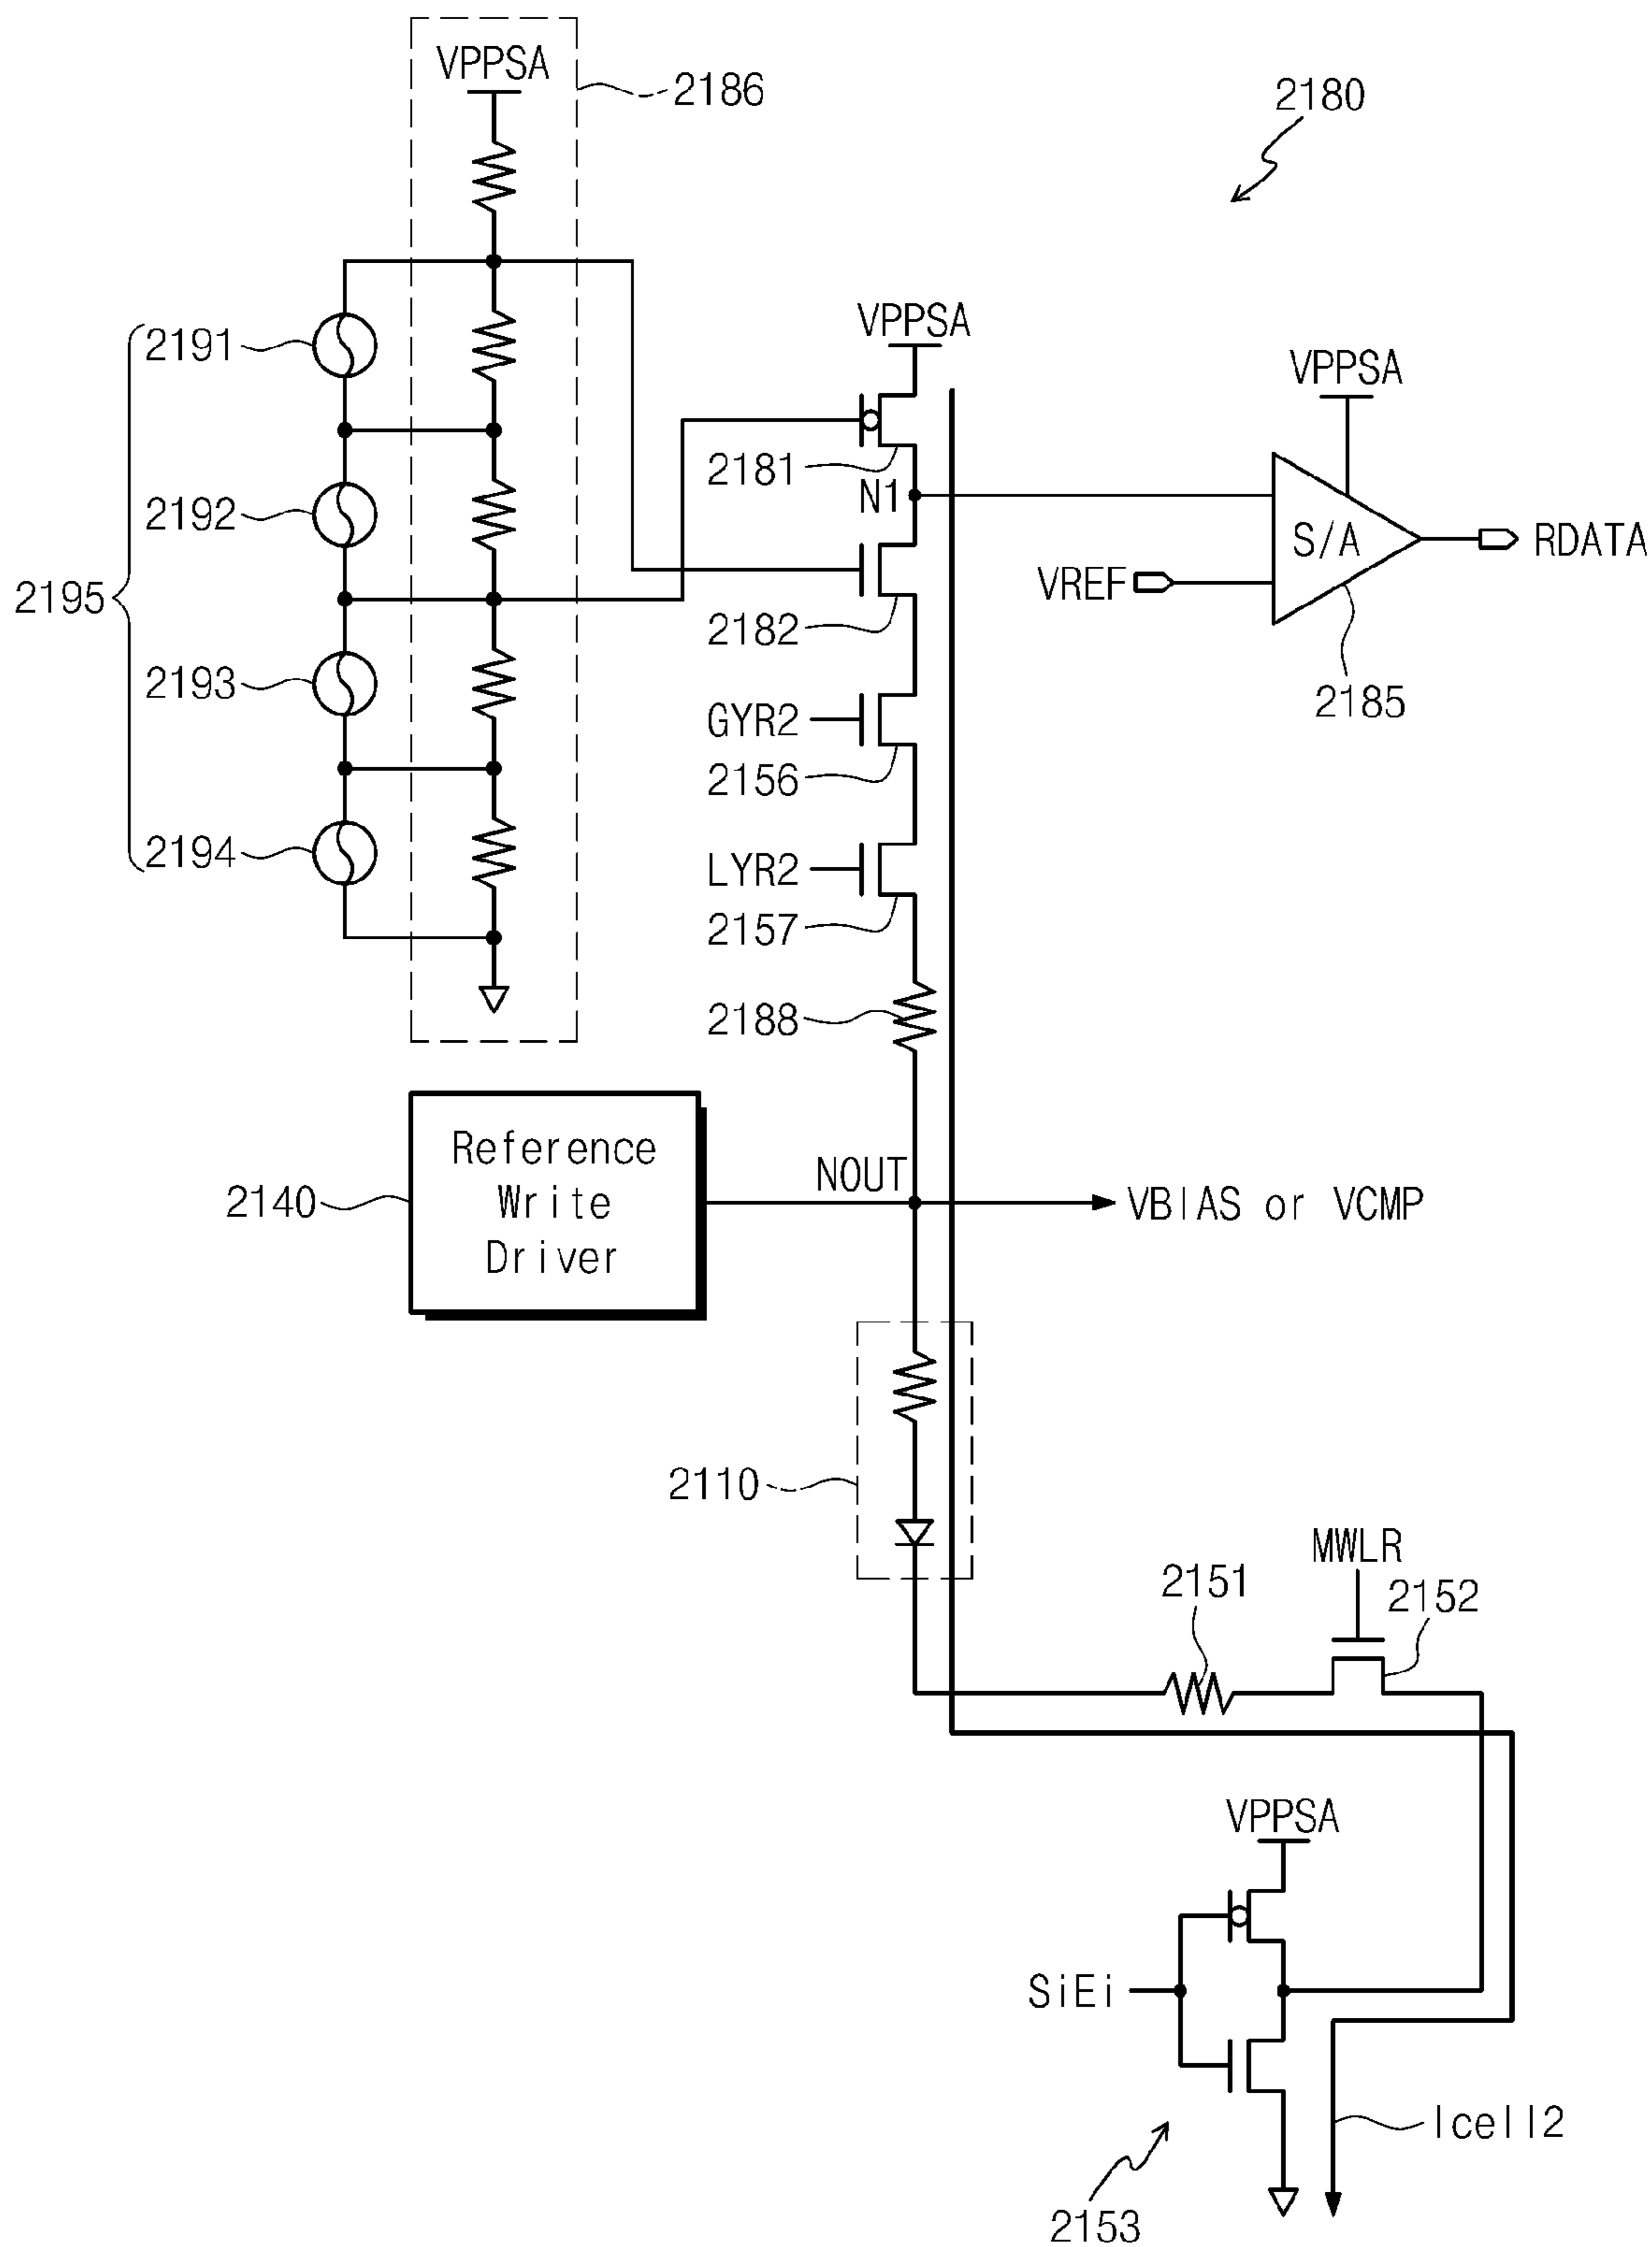 VPPSA
2186
2180
2191
VPPSA
VPPSA
2181
2192
N1
S/A
RDATA
VREF
2195
2182
2193
2185
GYR2
2156
2194
LYR2
2157
2188
Reference
Write
Driver
2140
NOUT
VBIAS or VCMP
2110
MWLR
2151
2152
VPPSA
SiEi
Icell2
2153